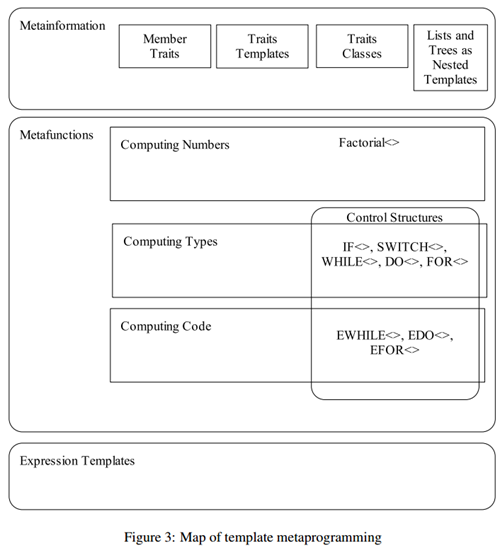 Metainformation
Member
Traits
Traits
Templates
Traits
Classes
Lists and
Trees as
Nested
Templates
Metafunctions
Computing Numbers
Factorial<>
Control Structures
Computing Types
IF<>, SWITCH<>,
WHILE<>, DO<>, FOR<>
Computing Code
EWHILE<>, EDO<>,
EFOR<>
Expression Templates
Figure 3: Map of template metaprogramming